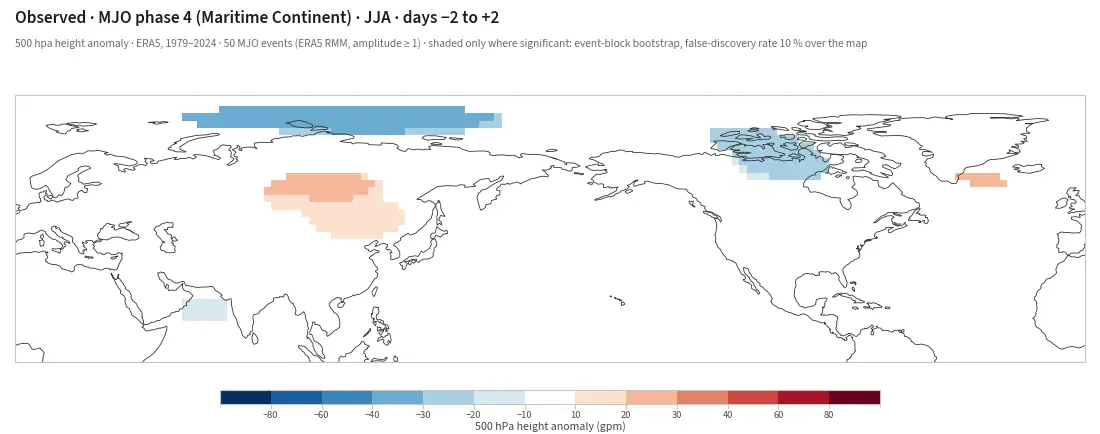 Observed · MJO phase 4 (Maritime Continent) · JJA · days −2 to +2
500 hpa height anomaly · ERA5, 1979–2024 · 50 MJO events (ERA5 RMM, amplitude ≥ 1) · shaded only where significant: event-block bootstrap, false-discovery rate 10 % over the map
−80 −60 −40 −30 −20 −10 10 20 30 40 60 80
500 hPa height anomaly (gpm)